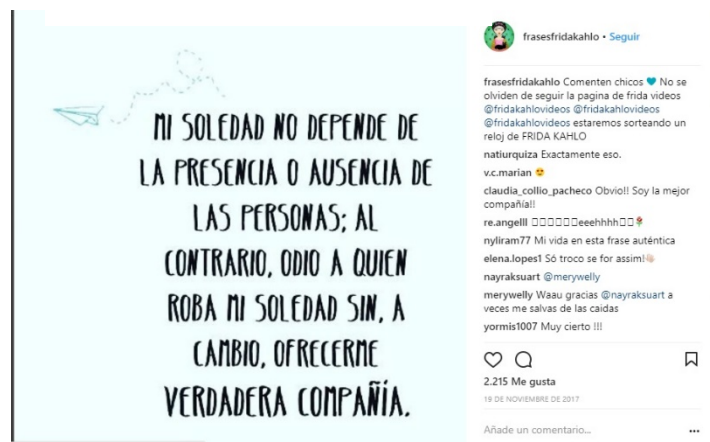 MI SOLEDAD NO DEPENDE DE
LA PRESENCIA O AUSENCIA DE
LAS PERSONAS; AL
CONTRARIO, ODIO A QUIEN
ROBA MI SOLEDAD SIN, A
CAMBIO, OFRECERME
VERDADERA COMPAÑÍA.
frasesfridakahlo • Seguir
frasesfridakahlo Comenten chicos 💙 No se
olviden de seguir la pagina de frida videos
@fridakahlovideos @fridakahlovideos
@fridakahlovideos estaremos sorteando un
reloj de FRIDA KAHLO
natiurquiza Exactamente eso.
v.c.marian 😍
claudia_collio_pacheco Obvio!! Soy la mejor
compañía!!
re.angelll □□□□□□eeehhhh□□🌹
nyliram77 Mi vida en esta frase auténtica
elena.lopes1 Só troco se for assim!👏🏻
nayraksuart @merywelly
merywelly Waau gracias @nayraksuart a
veces me salvas de las caidas
yormis1007 Muy cierto !!!
2.215 Me gusta
19 DE NOVIEMBRE DE 2017
Añade un comentario...